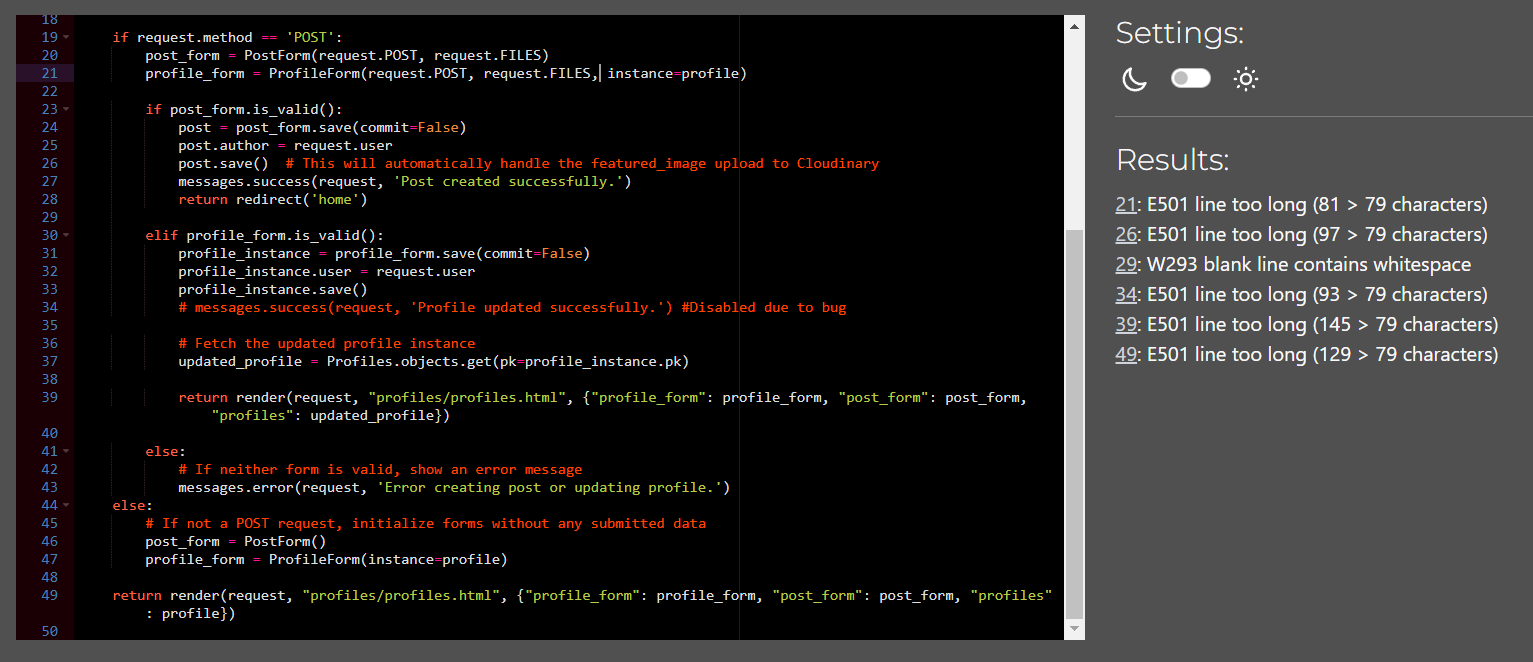 18
19 if request.method == 'POST':
20 post_form = PostForm(request.POST, request.FILES)
21 profile_form = ProfileForm(request.POST, request.FILES, instance=profile)
22
23 if post_form.is_valid():
24 post = post_form.save(commit=False)
25 post.author = request.user
26 post.save()  # This will automatically handle the featured_image upload to Cloudinary
27 messages.success(request, 'Post created successfully.')
28 return redirect('home')
29
30 elif profile_form.is_valid():
31 profile_instance = profile_form.save(commit=False)
32 profile_instance.user = request.user
33 profile_instance.save()
34 # messages.success(request, 'Profile updated successfully.') #Disabled due to bug
35
36 # Fetch the updated profile instance
37 updated_profile = Profiles.objects.get(pk=profile_instance.pk)
38
39 return render(request, "profiles/profiles.html", {"profile_form": profile_form, "post_form": post_form,
"profiles": updated_profile})
40
41 else:
42 # If neither form is valid, show an error message
43 messages.error(request, 'Error creating post or updating profile.')
44 else:
45 # If not a POST request, initialize forms without any submitted data
46 post_form = PostForm()
47 profile_form = ProfileForm(instance=profile)
48
49 return render(request, "profiles/profiles.html", {"profile_form": profile_form, "post_form": post_form, "profiles"
: profile})
50
Settings:
Results:
21: E501 line too long (81 > 79 characters)
26: E501 line too long (97 > 79 characters)
29: W293 blank line contains whitespace
34: E501 line too long (93 > 79 characters)
39: E501 line too long (145 > 79 characters)
49: E501 line too long (129 > 79 characters)